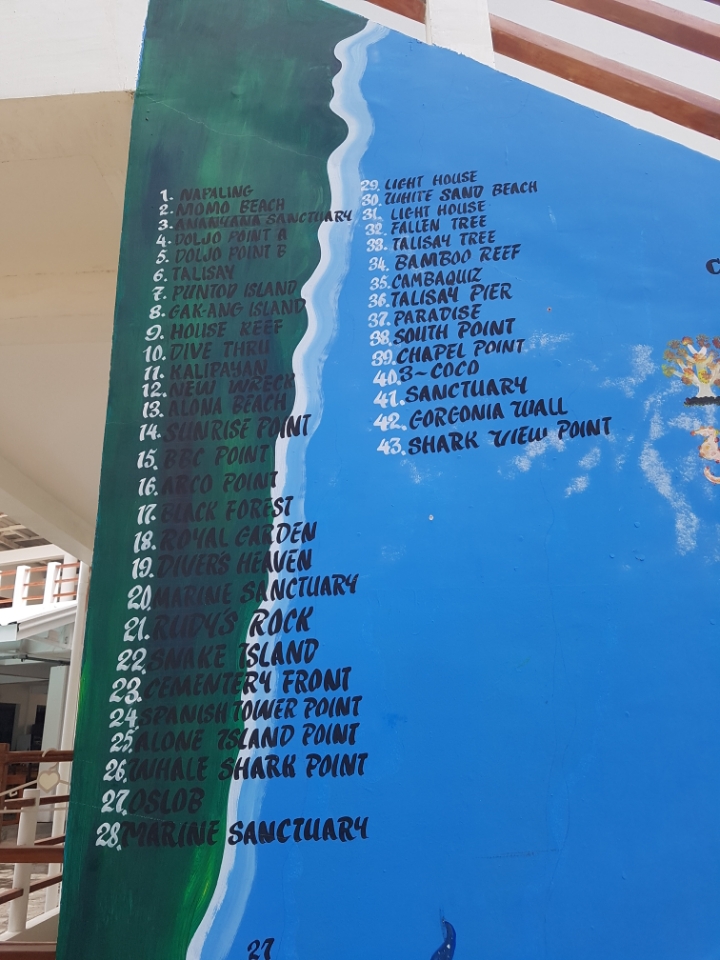 1. NAPALING
2. MOMO BEACH
3. ANANYANA SANCTUARY
4. DOLJO POINT A
5. DOLJO POINT B
6. TALISAY
7. PUNTOD ISLAND
8. GAK-ANG ISLAND
9. HOUSE REEF
10. DIVE THRU
11. KALIPAYAN
12. NEW WRECK
13. ALONA BEACH
14. SUNRISE POINT
15. BBC POINT
16. ARCO POINT
17. BLACK FOREST
18. ROYAL GARDEN
19. DIVER'S HEAVEN
20. MARINE SANCTUARY
21. RUDY'S ROCK
22. SNAKE ISLAND
23. CEMENTERY FRONT
24. SPANISH TOWER POINT
25. ALONE ISLAND POINT
26. WHALE SHARK POINT
27. OSLOB
28. MARINE SANCTUARY
29. LIGHT HOUSE
30. WHITE SAND BEACH
31. LIGHT HOUSE
32. FALLEN TREE
33. TALISAY TREE
34. BAMBOO REEF
35. CAMBAQUIZ
36. TALISAY PIER
37. PARADISE
38. SOUTH POINT
39. CHAPEL POINT
40. 3-COCO
41. SANCTUARY
42. GORGONIA WALL
43. SHARK VIEW POINT
27